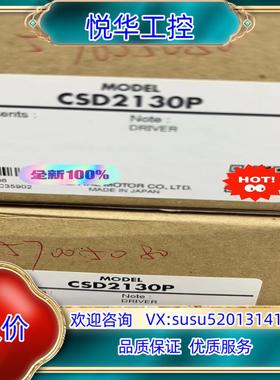 悦华工控
MODEL
CSD2130P
Note :
DRIVER
全新100%
HOT!
MOTOR CO., LTD.
MADE IN JAPAN
MODEL
CSD2130P
Note :
DRIVER
欢迎咨询 VX:susu52013141
品质保证 优质服务